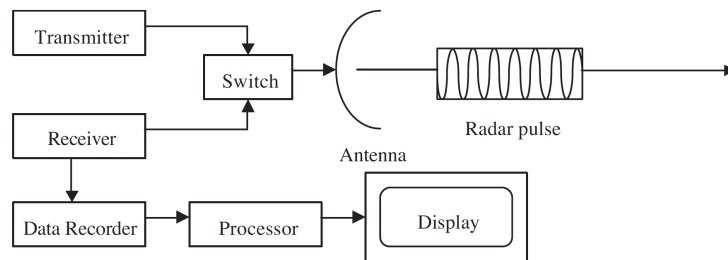 Transmitter
Switch
Receiver
Radar pulse
Antenna
Data Recorder
Processor
Display